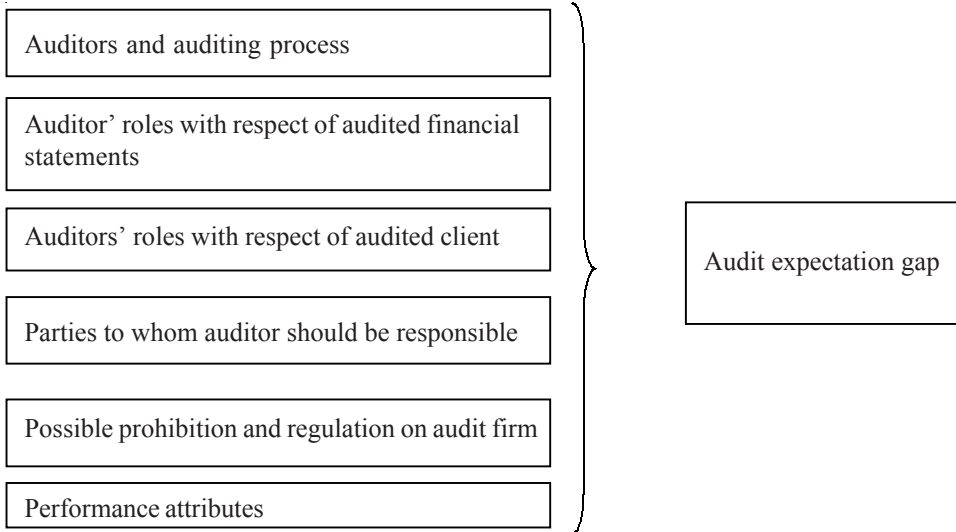 Auditors and auditing process
Auditor’ roles with respect of audited financial
statements
Auditors’ roles with respect of audited client
Parties to whom auditor should be responsible
Possible prohibition and regulation on audit firm
Performance attributes
Audit expectation gap